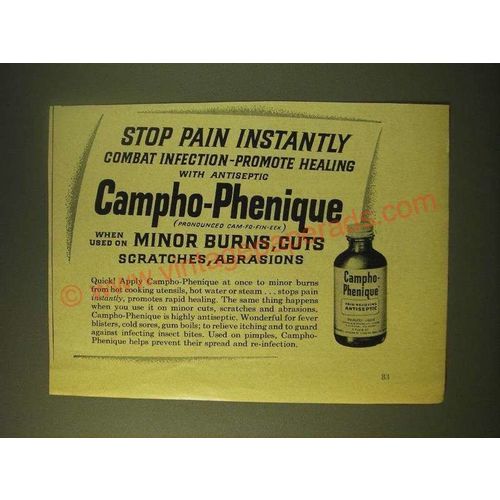 STOP PAIN INSTANTLY
COMBAT INFECTION-PROMOTE HEALING
WITH ANTISEPTIC
Campho-Phenique
(PRONOUNCED CAM-FO-FIN-EEK)
WHEN
USED ON MINOR BURNS, CUTS
SCRATCHES, ABRASIONS
Quick! Apply Campho-Phenique at once to minor burns
from hot cooking utensils, hot water or steam . . . stops pain
instantly, promotes rapid healing. The same thing happens
when you use it on minor cuts, scratches and abrasions.
Campho-Phenique is highly antiseptic. Wonderful for fever
blisters, cold sores, gum boils; to relieve itching and to guard
against infecting insect bites. Used on pimples, Campho-
Phenique helps prevent their spread and re-infection.
Campho-
Phenique
PAIN-RELIEVING
ANTISEPTIC
83